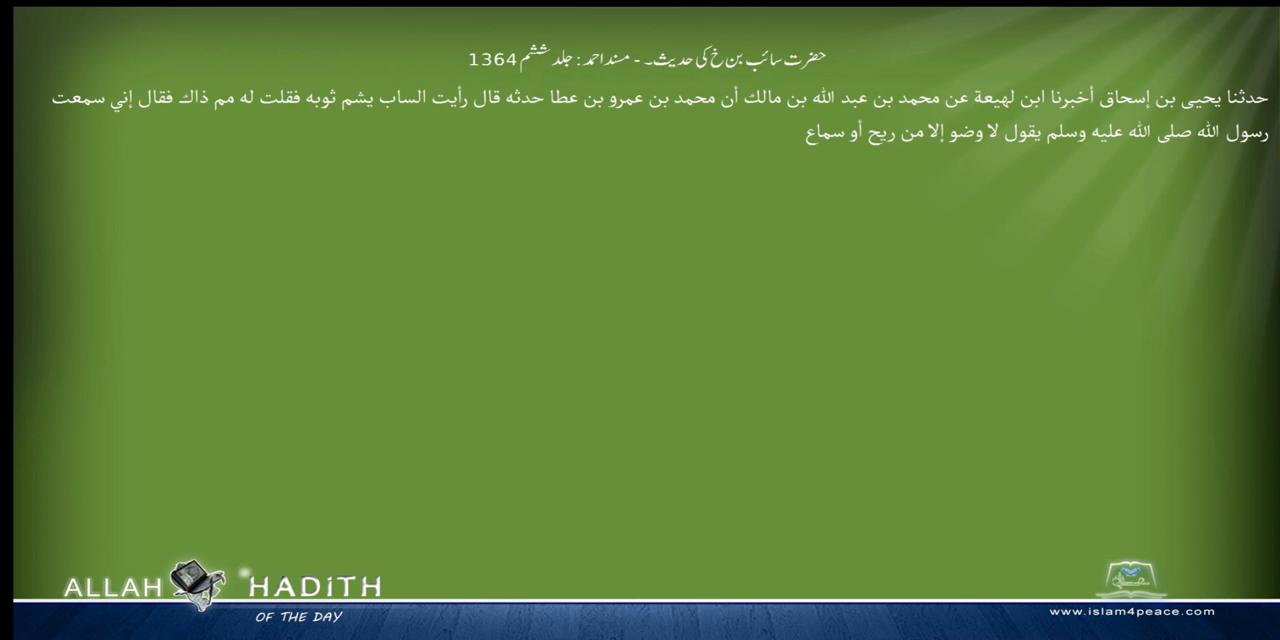 حضرت سائب بن خ کی حدیث۔ - مسند احمد : جلد ششم 1364
حدثنا يحيى بن إسحاق أخبرنا ابن لهيعة عن محمد بن عبد الله بن مالك أن محمد بن عمرو بن عطا حدثه قال رأيت الساب يشم ثوبه فقلت له مم ذاك فقال إني سمعت
رسول الله صلى الله عليه وسلم يقول لا وضو إلا من ريح أو سماع
ALLAH HADITH
OF THE DAY
www.islam4peace.com